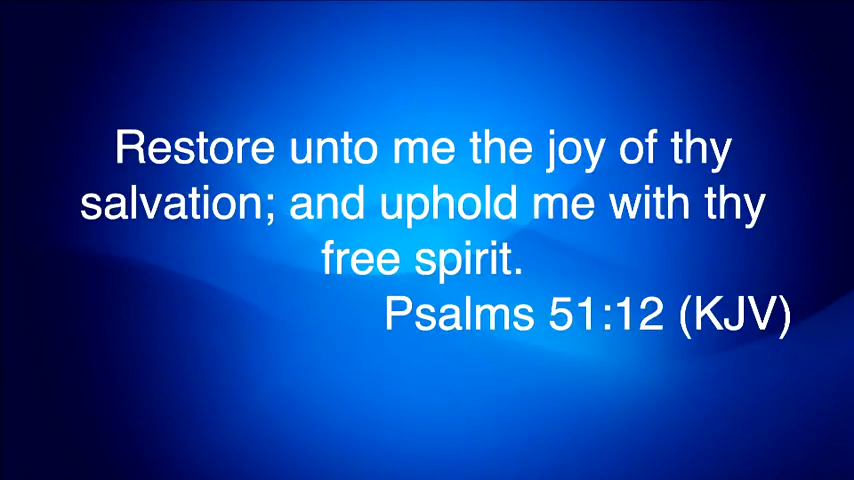 Restore unto me the joy of thy
salvation; and uphold me with thy
free spirit.
Psalms 51:12 (KJV)